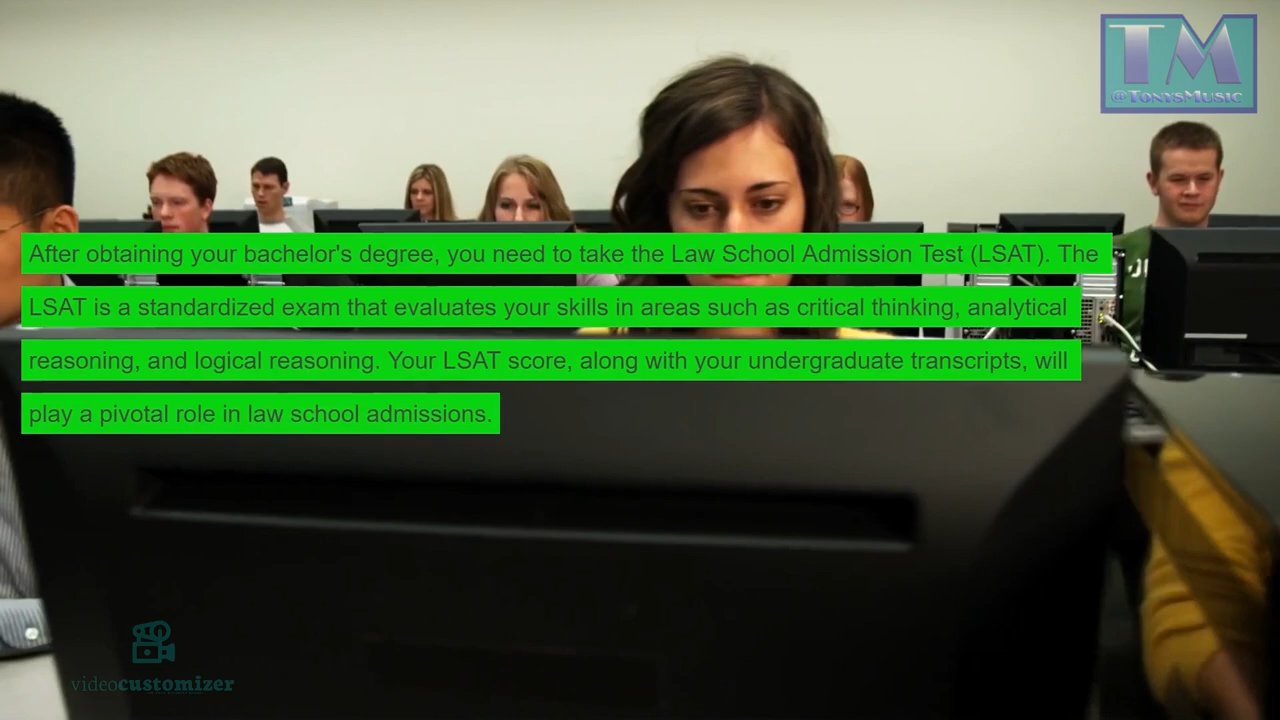 TM
@TonysMusic
After obtaining your bachelor's degree, you need to take the Law School Admission Test (LSAT). The
LSAT is a standardized exam that evaluates your skills in areas such as critical thinking, analytical
reasoning, and logical reasoning. Your LSAT score, along with your undergraduate transcripts, will
play a pivotal role in law school admissions.
videocustomizer